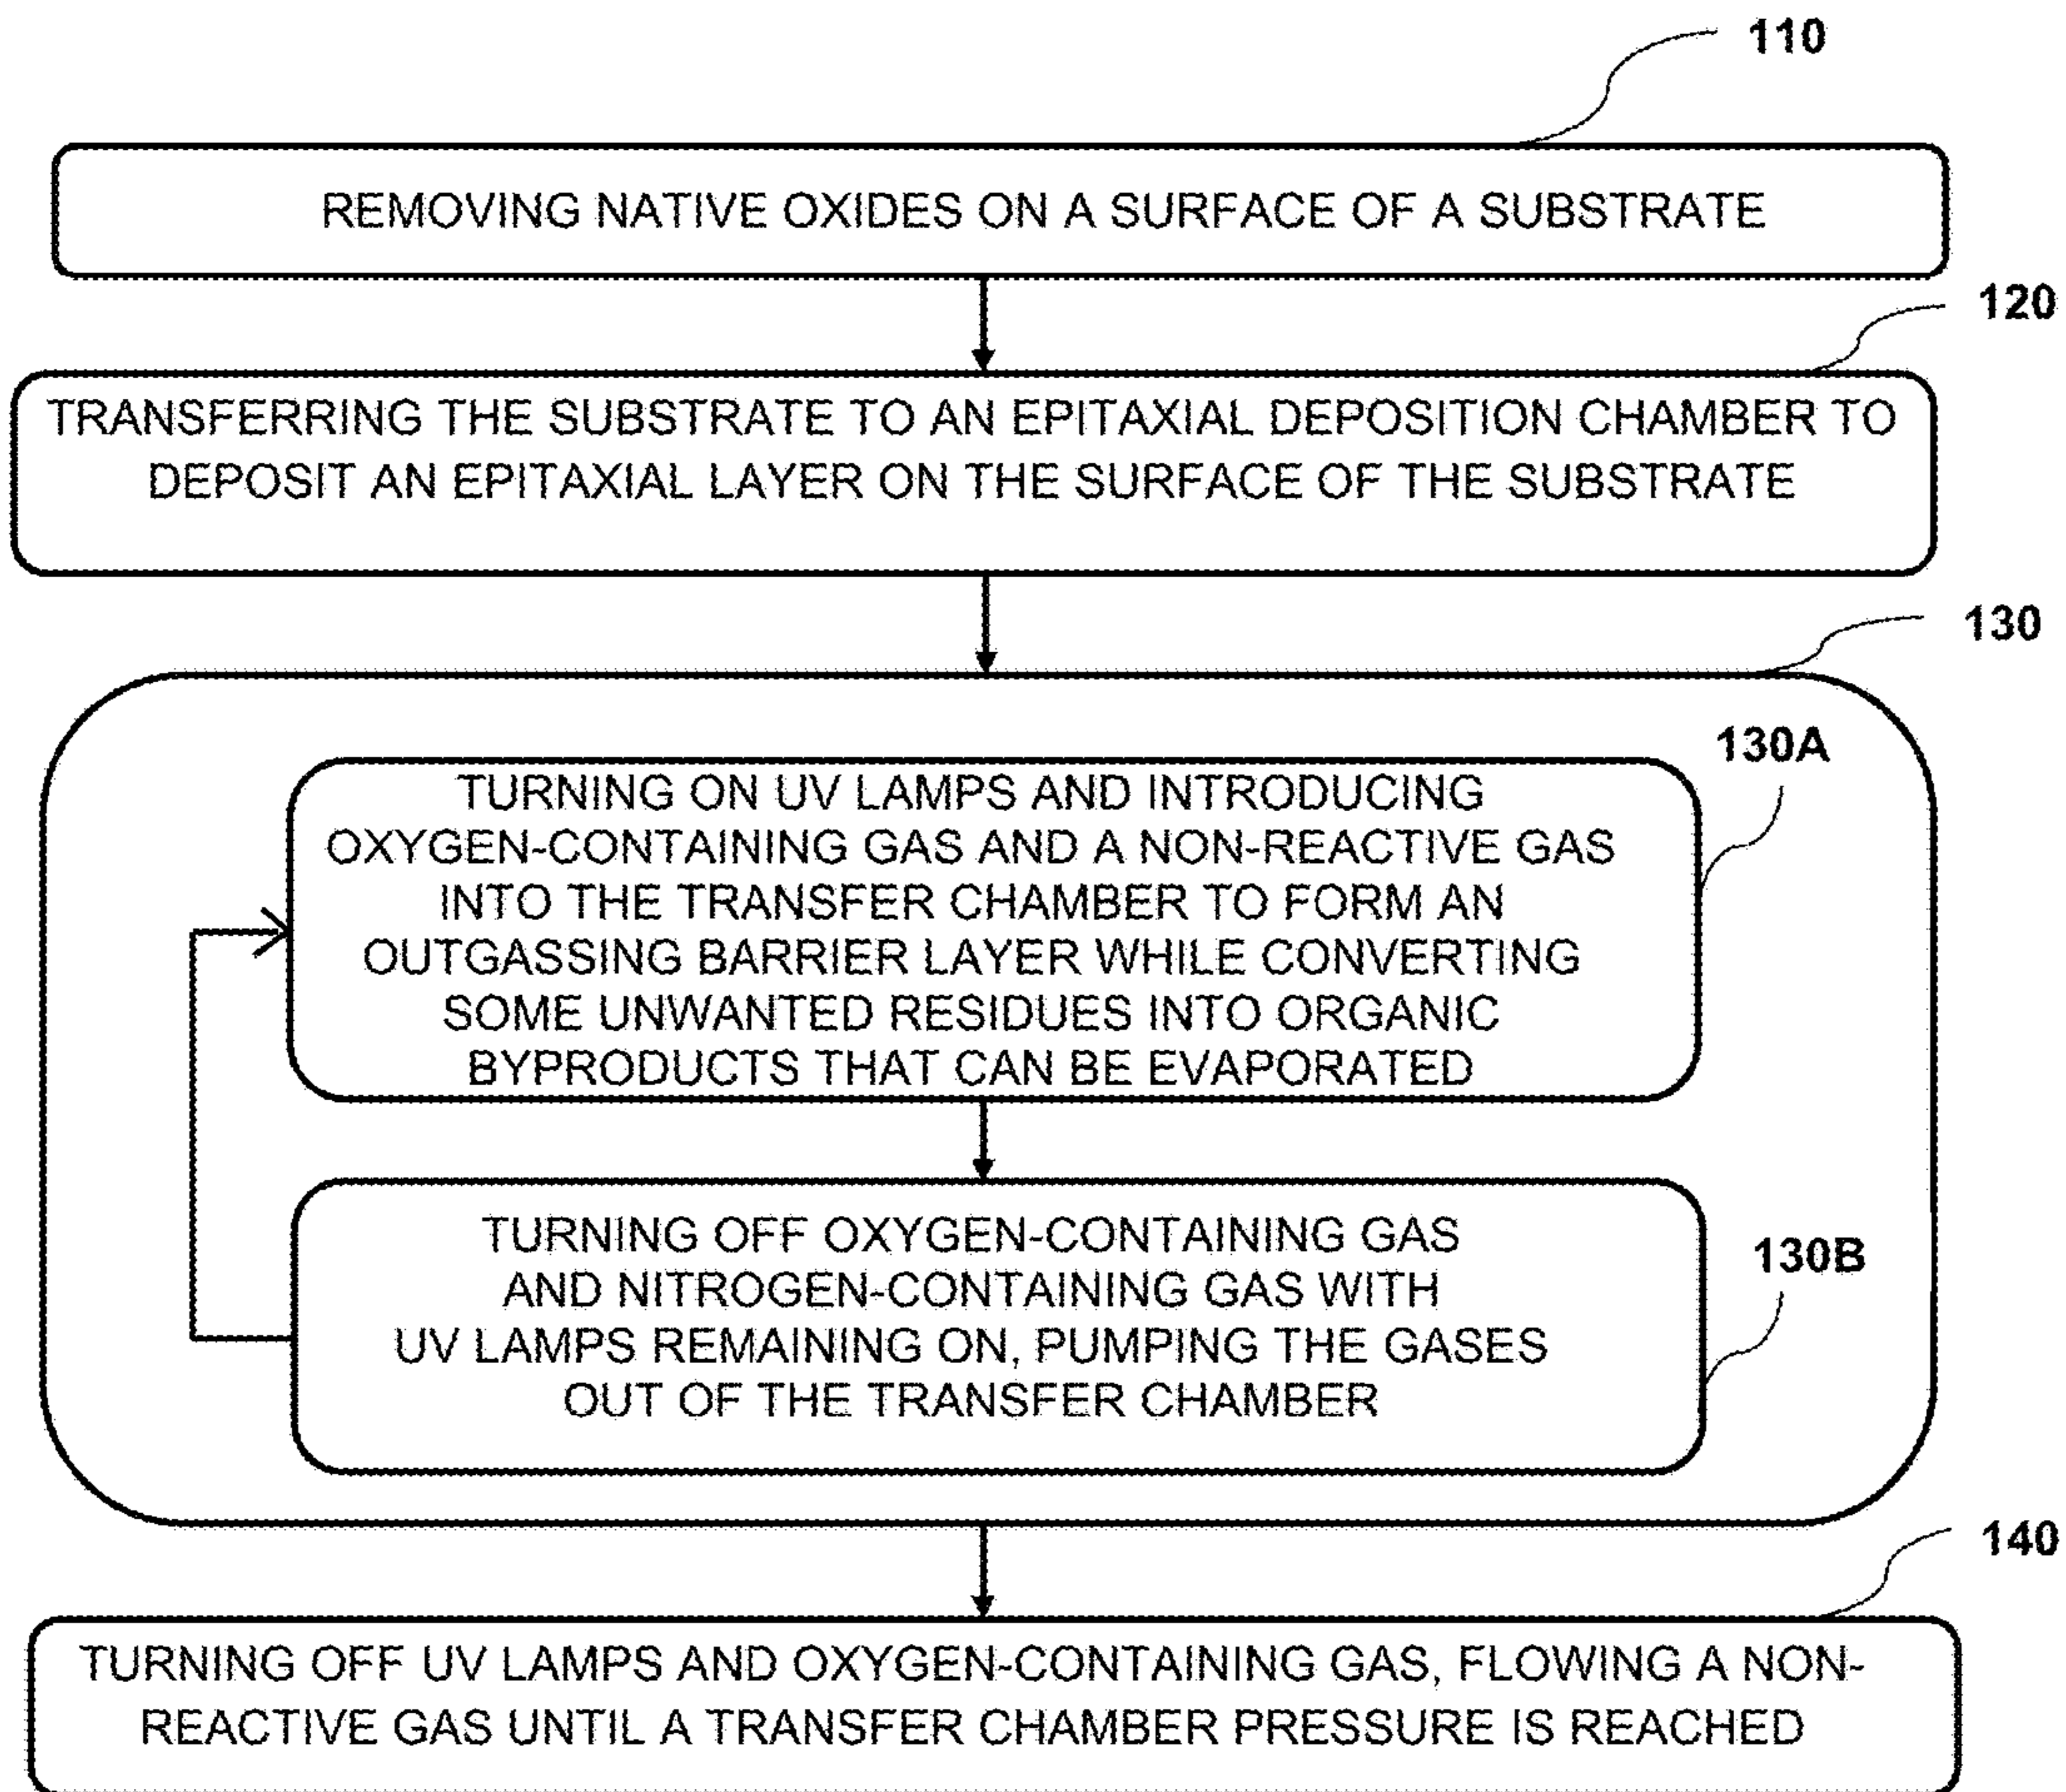 110
REMOVING NATIVE OXIDES ON A SURFACE OF A SUBSTRATE
120
TRANSFERRING THE SUBSTRATE TO AN EPITAXIAL DEPOSITION CHAMBER TO
DEPOSIT AN EPITAXIAL LAYER ON THE SURFACE OF THE SUBSTRATE
130
130A
TURNING ON UV LAMPS AND INTRODUCING
OXYGEN-CONTAINING GAS AND A NON-REACTIVE GAS
INTO THE TRANSFER CHAMBER TO FORM AN
OUTGASSING BARRIER LAYER WHILE CONVERTING
SOME UNWANTED RESIDUES INTO ORGANIC
BYPRODUCTS THAT CAN BE EVAPORATED
130B
TURNING OFF OXYGEN-CONTAINING GAS
AND NITROGEN-CONTAINING GAS WITH
UV LAMPS REMAINING ON, PUMPING THE GASES
OUT OF THE TRANSFER CHAMBER
140
TURNING OFF UV LAMPS AND OXYGEN-CONTAINING GAS, FLOWING A NON-
REACTIVE GAS UNTIL A TRANSFER CHAMBER PRESSURE IS REACHED